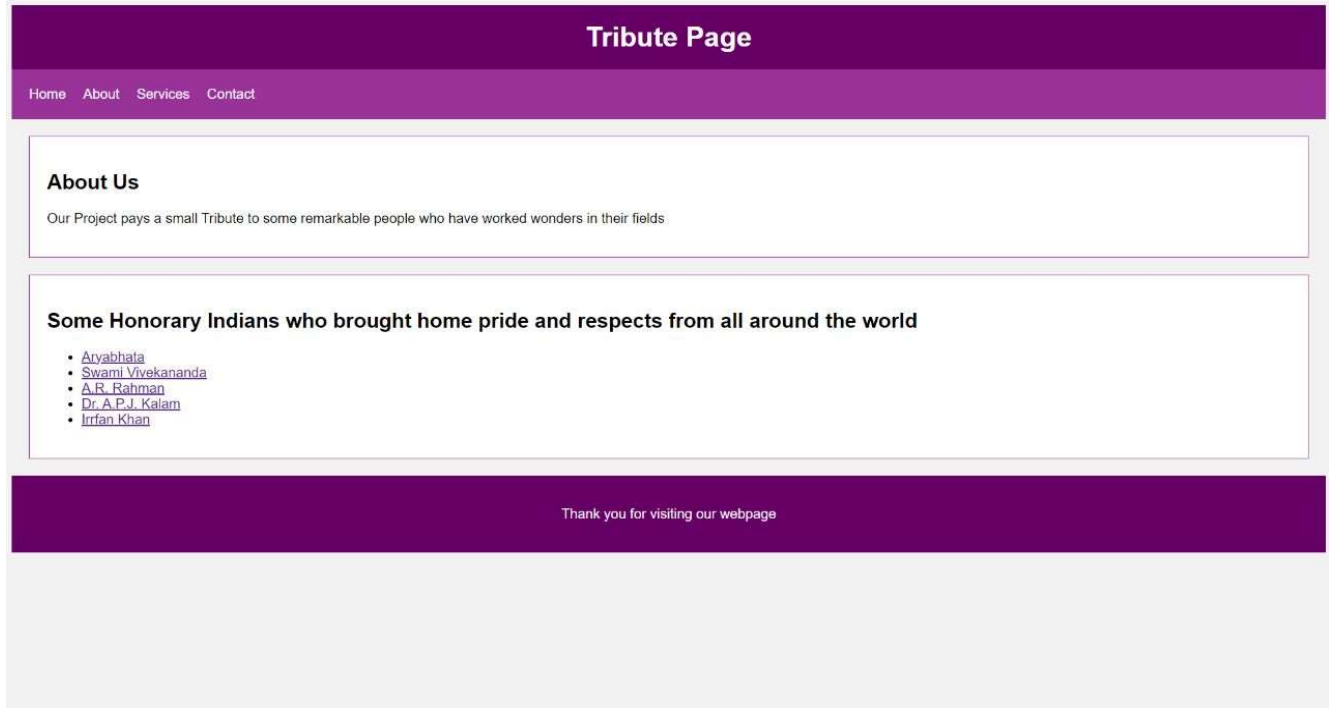 Tribute Page
Home About Services Contact
About Us
Our Project pays a small Tribute to some remarkable people who have worked wonders in their fields
Some Honorary Indians who brought home pride and respects from all around the world
Aryabhata
Swami Vivekananda
A.R. Rahman
Dr. A.P.J. Kalam
Irrfan Khan
Thank you for visiting our webpage